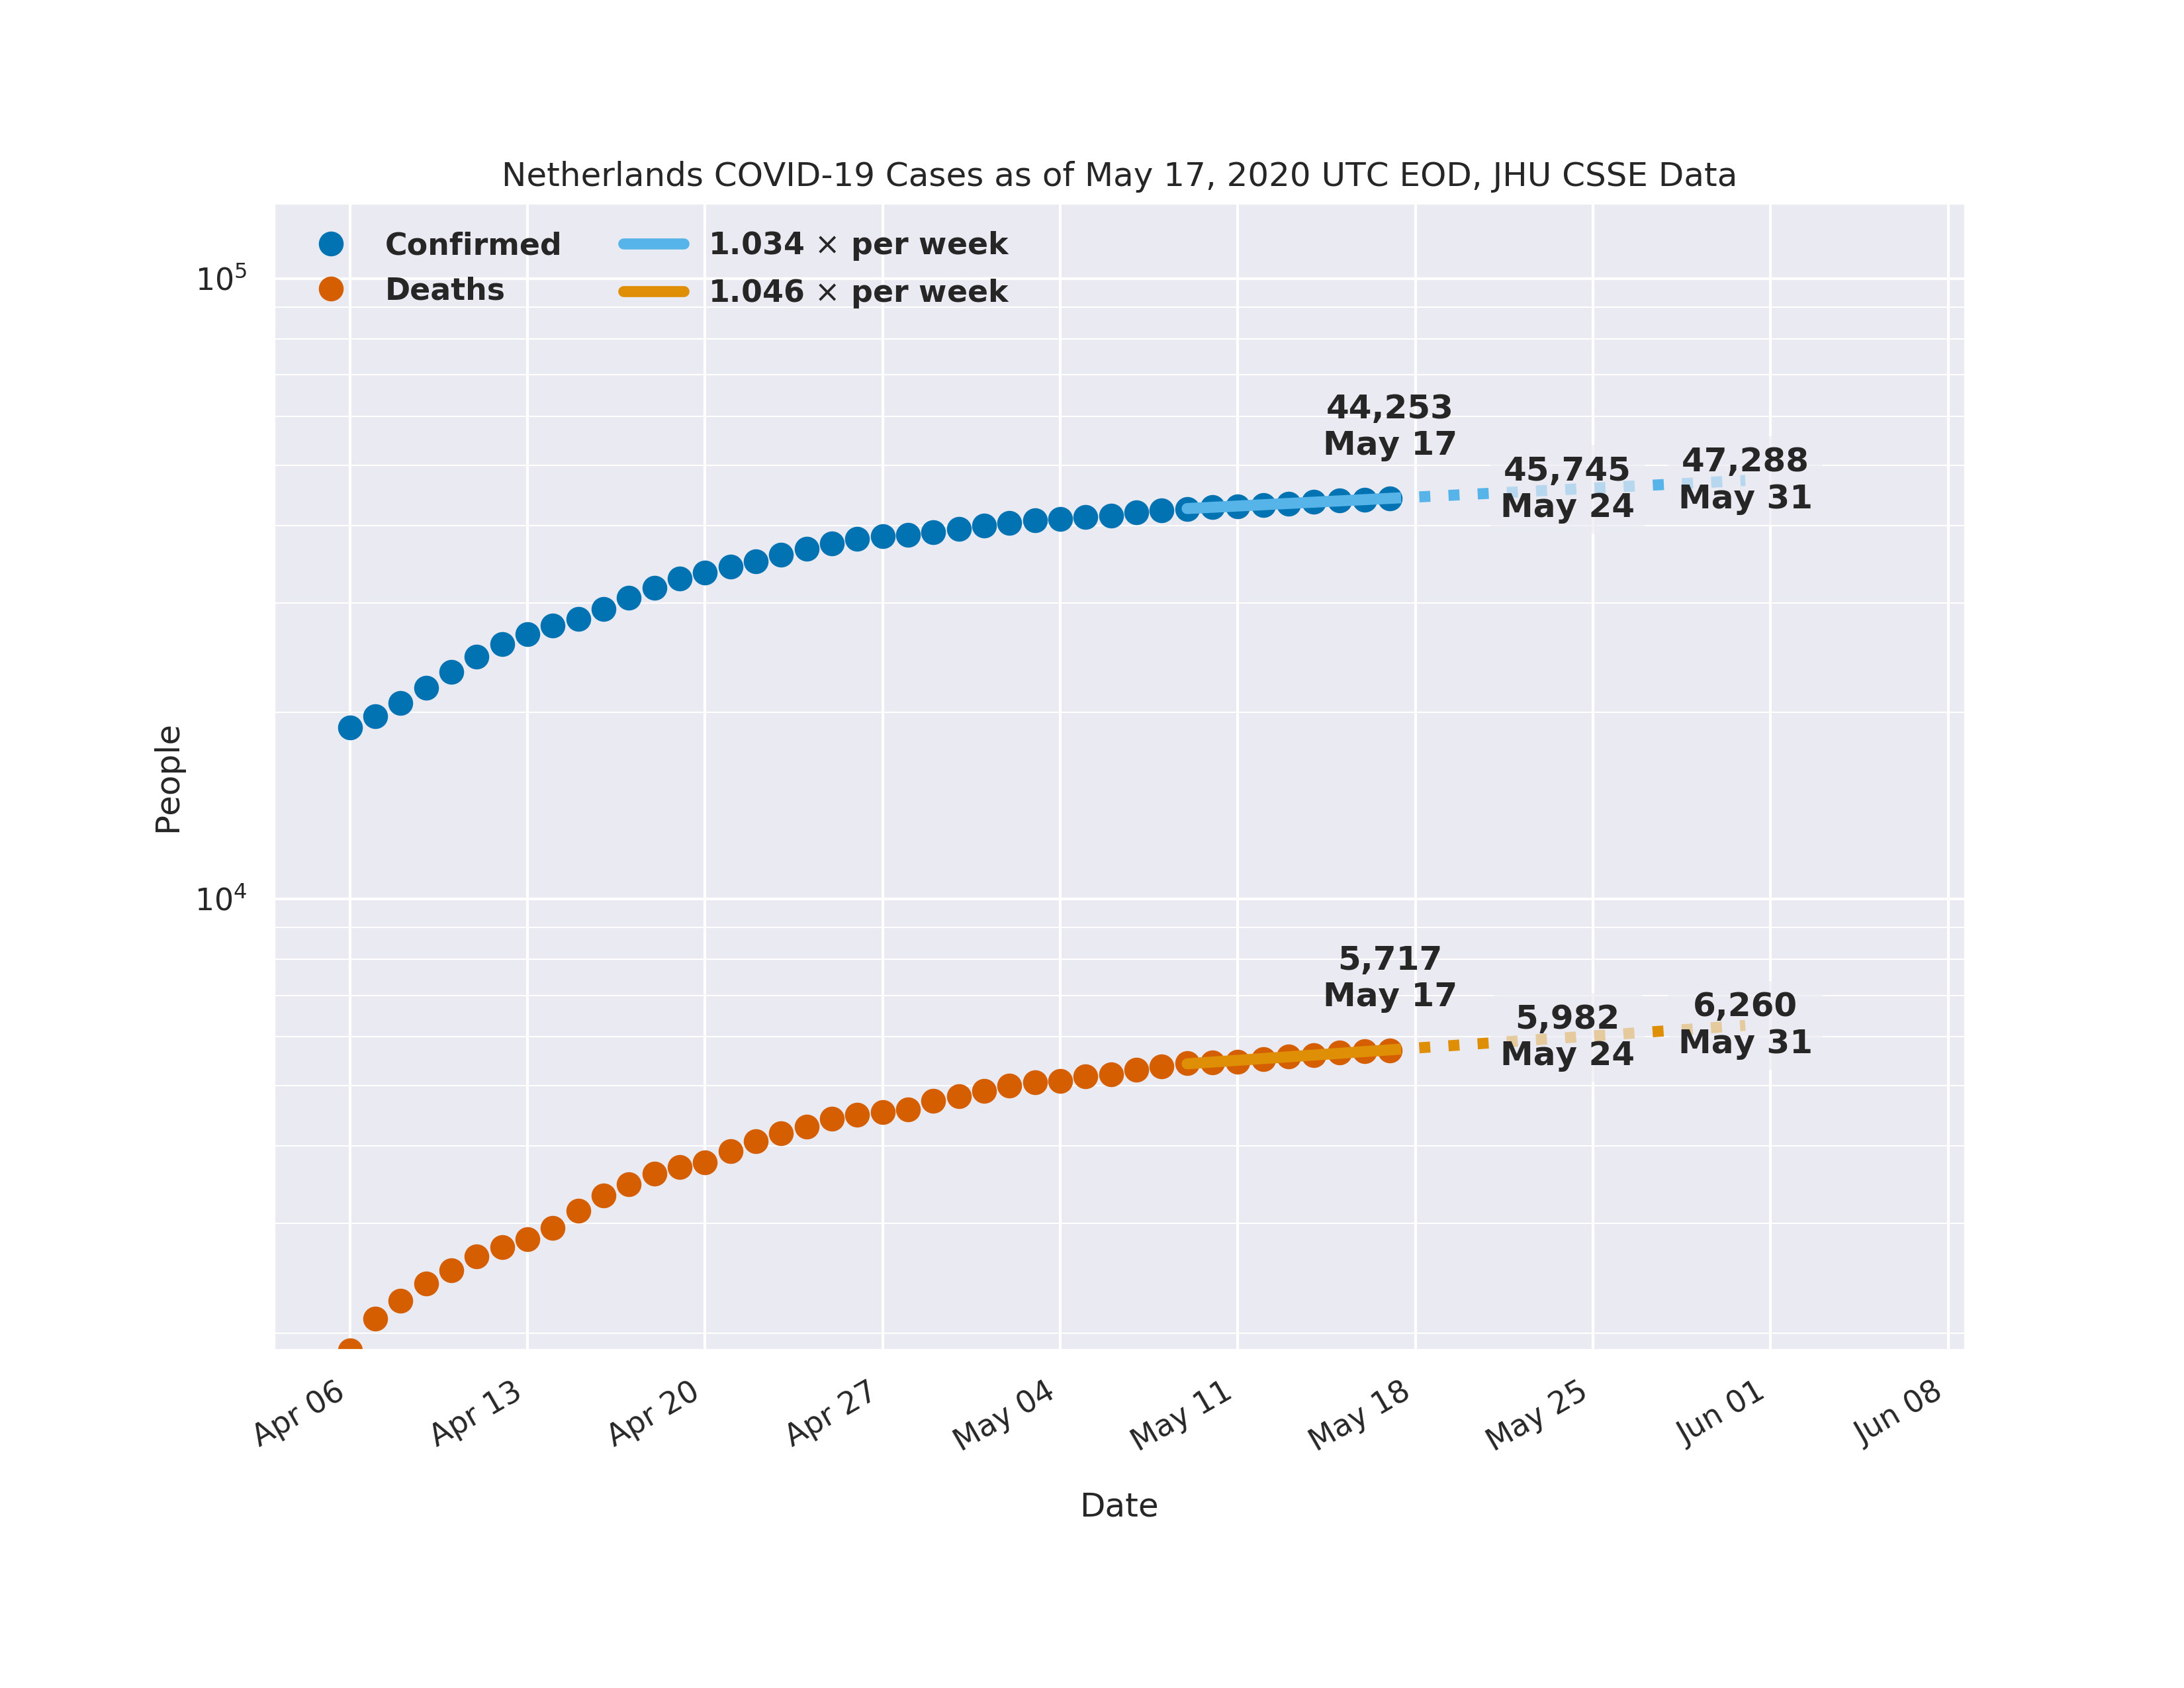 Netherlands COVID-19 Cases as of May 17, 2020 UTC EOD, JHU CSSE Data
Confirmed
Deaths
1.034 × per week
1.046 × per week
10⁵
10⁴
People
44,253
May 17
45,745
May 24
47,288
May 31
5,717
May 17
5,982
May 24
6,260
May 31
Apr 06
Apr 13
Apr 20
Apr 27
May 04
May 11
May 18
May 25
Jun 01
Jun 08
Date